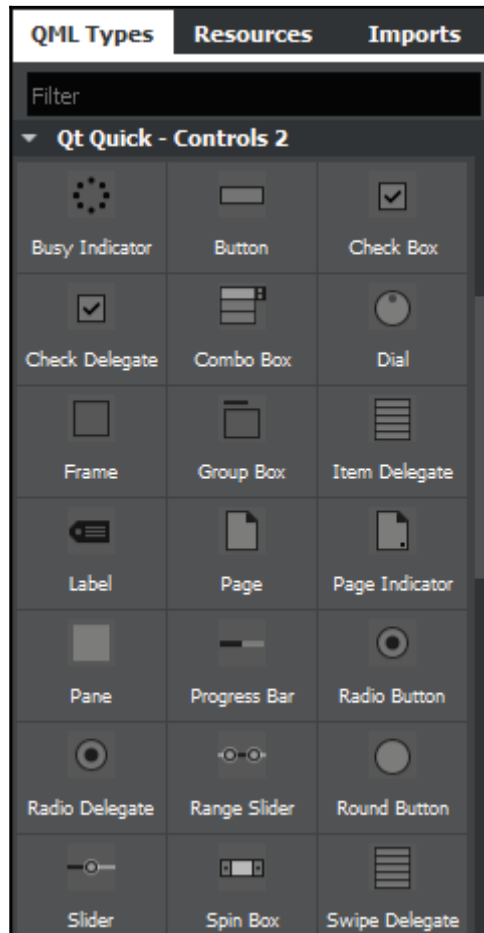 QML Types Resources Imports
Filter
Qt Quick - Controls 2
Busy Indicator Button Check Box
Check Delegate Combo Box Dial
Frame Group Box Item Delegate
Label Page Page Indicator
Pane Progress Bar Radio Button
Radio Delegate Range Slider Round Button
Slider Spin Box Swipe Delegate